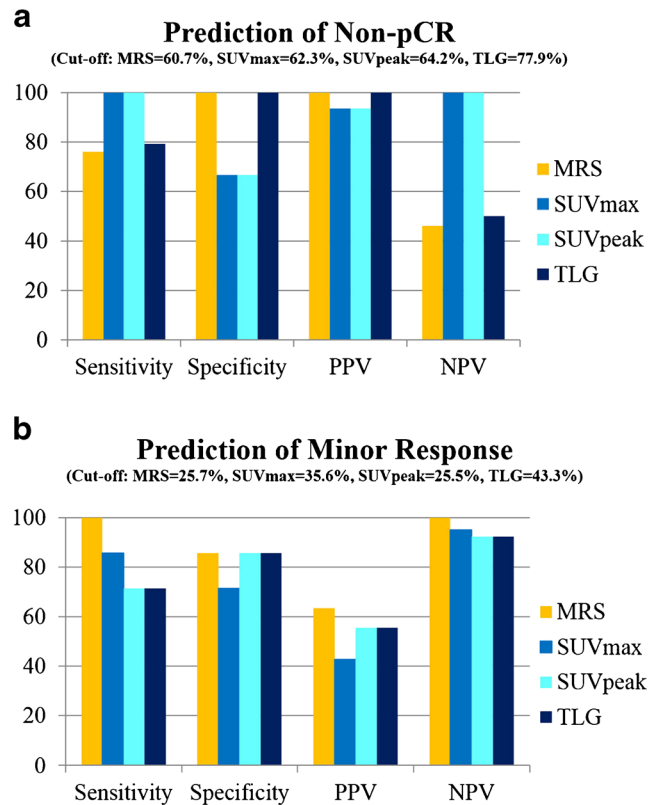 a
Prediction of Non-pCR
(Cut-off: MRS=60.7%, SUVmax=62.3%, SUVpeak=64.2%, TLG=77.9%)
100
80
60
40
20
0
Sensitivity Specificity PPV NPV
MRS
SUVmax
SUVpeak
TLG
b
Prediction of Minor Response
(Cut-off: MRS=25.7%, SUVmax=35.6%, SUVpeak=25.5%, TLG=43.3%)
100
80
60
40
20
0
Sensitivity Specificity PPV NPV
MRS
SUVmax
SUVpeak
TLG